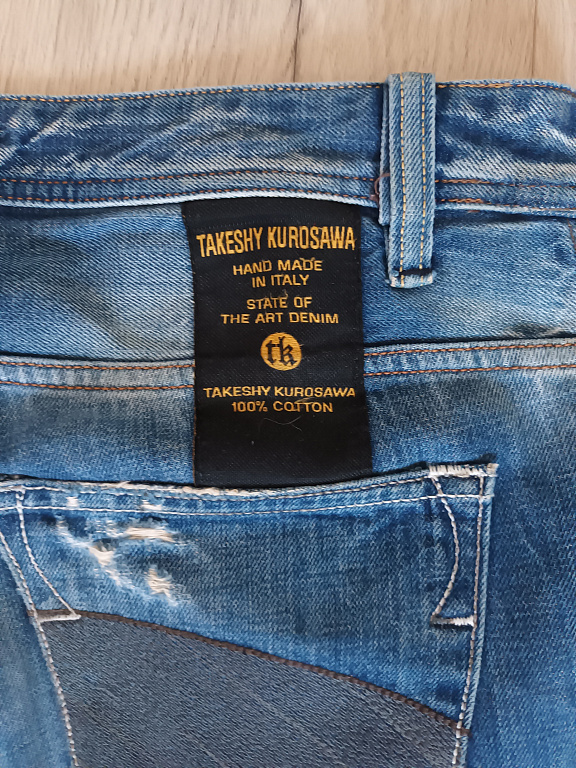 TAKESHY KUROSAWA
HAND MADE
IN ITALY
STATE OF
THE ART DENIM
tk
TAKESHY KUROSAWA
100% COTTON